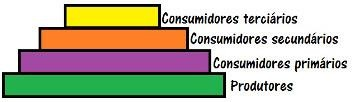 Consumidores terciários
Consumidores secundários
Consumidores primários
Produtores